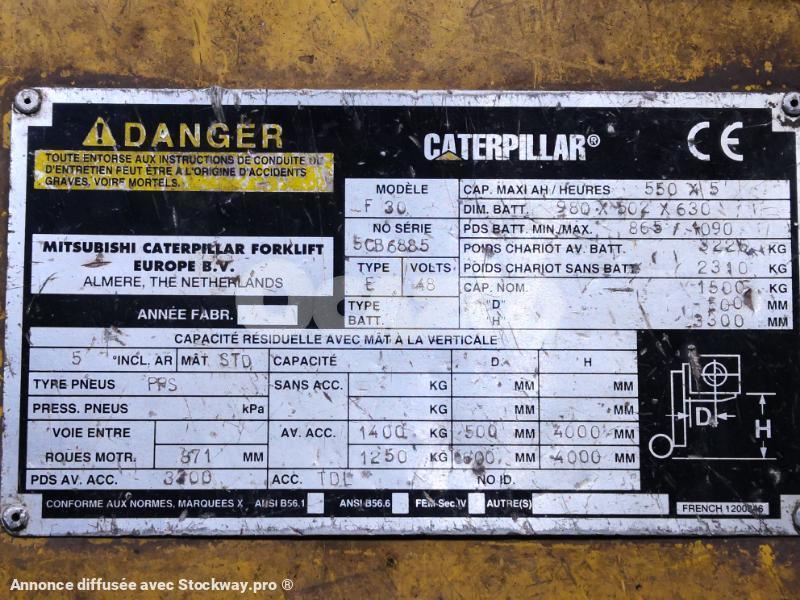 DANGER
TOUTE ENTORSE AUX INSTRUCTIONS DE CONDUITE OU
D'ENTRETIEN PEUT ÊTRE À L'ORIGINE D'ACCIDENTS
GRAVES, VOIRE MORTELS.
CATERPILLAR®
CE
MITSUBISHI CATERPILLAR FORKLIFT
EUROPE B.V.
ALMERE, THE NETHERLANDS
ANNÉE FABR.
MODÈLE
F 30
NO SÉRIE
5CB6885
TYPE VOLTS
E 48
TYPE
BATT.
CAP. MAXI AH / HEURES 550 X 5
DIM. BATT. 980 X 502 X 630
PDS BATT. MIN./MAX. 865 / 1090
POIDS CHARIOT AV. BATT. KG
POIDS CHARIOT SANS BATT. 2310 KG
CAP. NOM. 1500 KG
"D" 500 MM
H 3300 MM
CAPACITÉ RÉSIDUELLE AVEC MÂT À LA VERTICALE
5 °INCL. AR MÂT STD CAPACITÉ D. H
TYPE PNEUS PPS SANS ACC. KG MM MM
PRESS. PNEUS kPa KG MM MM
VOIE ENTRE AV. ACC. 1400 KG 500 MM 4000 MM
ROUES MOTR. 871 MM 1250 KG 600 MM 4000 MM
PDS AV. ACC. 3200 ACC. TDL NO ID.
CONFORME AUX NORMES, MARQUEES X ANSI B56.1 ANSI B56.6 FEM-Sec.IV AUTRE(S)
D
H
FRENCH 1200846
Annonce diffusée avec Stockway.pro ®